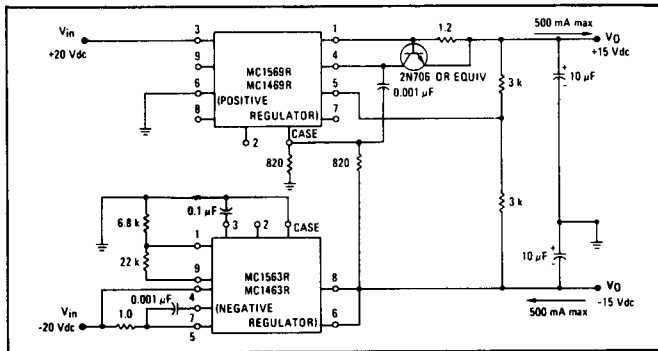 500 mA max
Vin
+20 Vdc
3
9
6
8
MC1569R
MC1469R
(POSITIVE
REGULATOR)
1
4
5
7
2
CASE
1.2
2N706 OR EQUIV
0.001 µF
VO
+15 Vdc
3 k
10 µF
+
-
820
820
3 k
0.1 µF
6.8 k
22 k
3
2
CASE
1
9
4
7
5
MC1563R
MC1463R
(NEGATIVE
REGULATOR)
8
6
0.001 µF
Vin
-20 Vdc
1.0
+
10 µF
-
VO
-15 Vdc
500 mA max